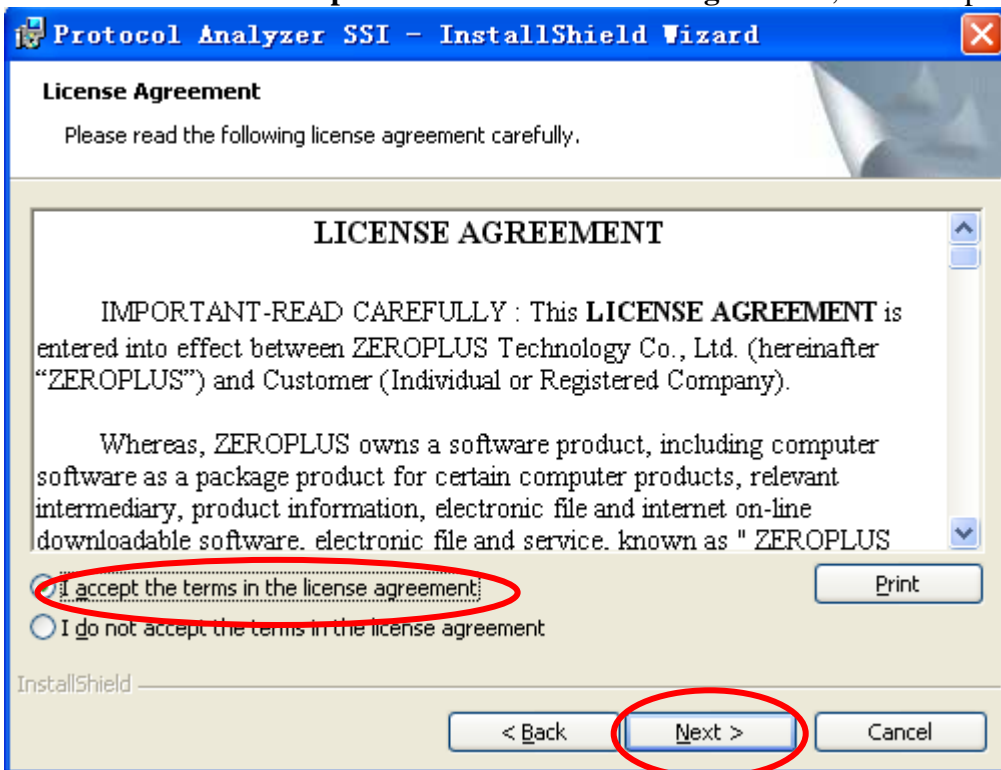 Protocol Analyzer SSI - InstallShield Wizard
License Agreement
Please read the following license agreement carefully.
LICENSE AGREEMENT
IMPORTANT-READ CAREFULLY : This LICENSE AGREEMENT is
entered into effect between ZEROPLUS Technology Co., Ltd. (hereinafter
“ZEROPLUS”) and Customer (Individual or Registered Company).
Whereas, ZEROPLUS owns a software product, including computer
software as a package product for certain computer products, relevant
intermediary, product information, electronic file and internet on-line
downloadable software, electronic file and service, known as " ZEROPLUS
I accept the terms in the license agreement
Print
I do not accept the terms in the license agreement
InstallShield
< Back
Next >
Cancel